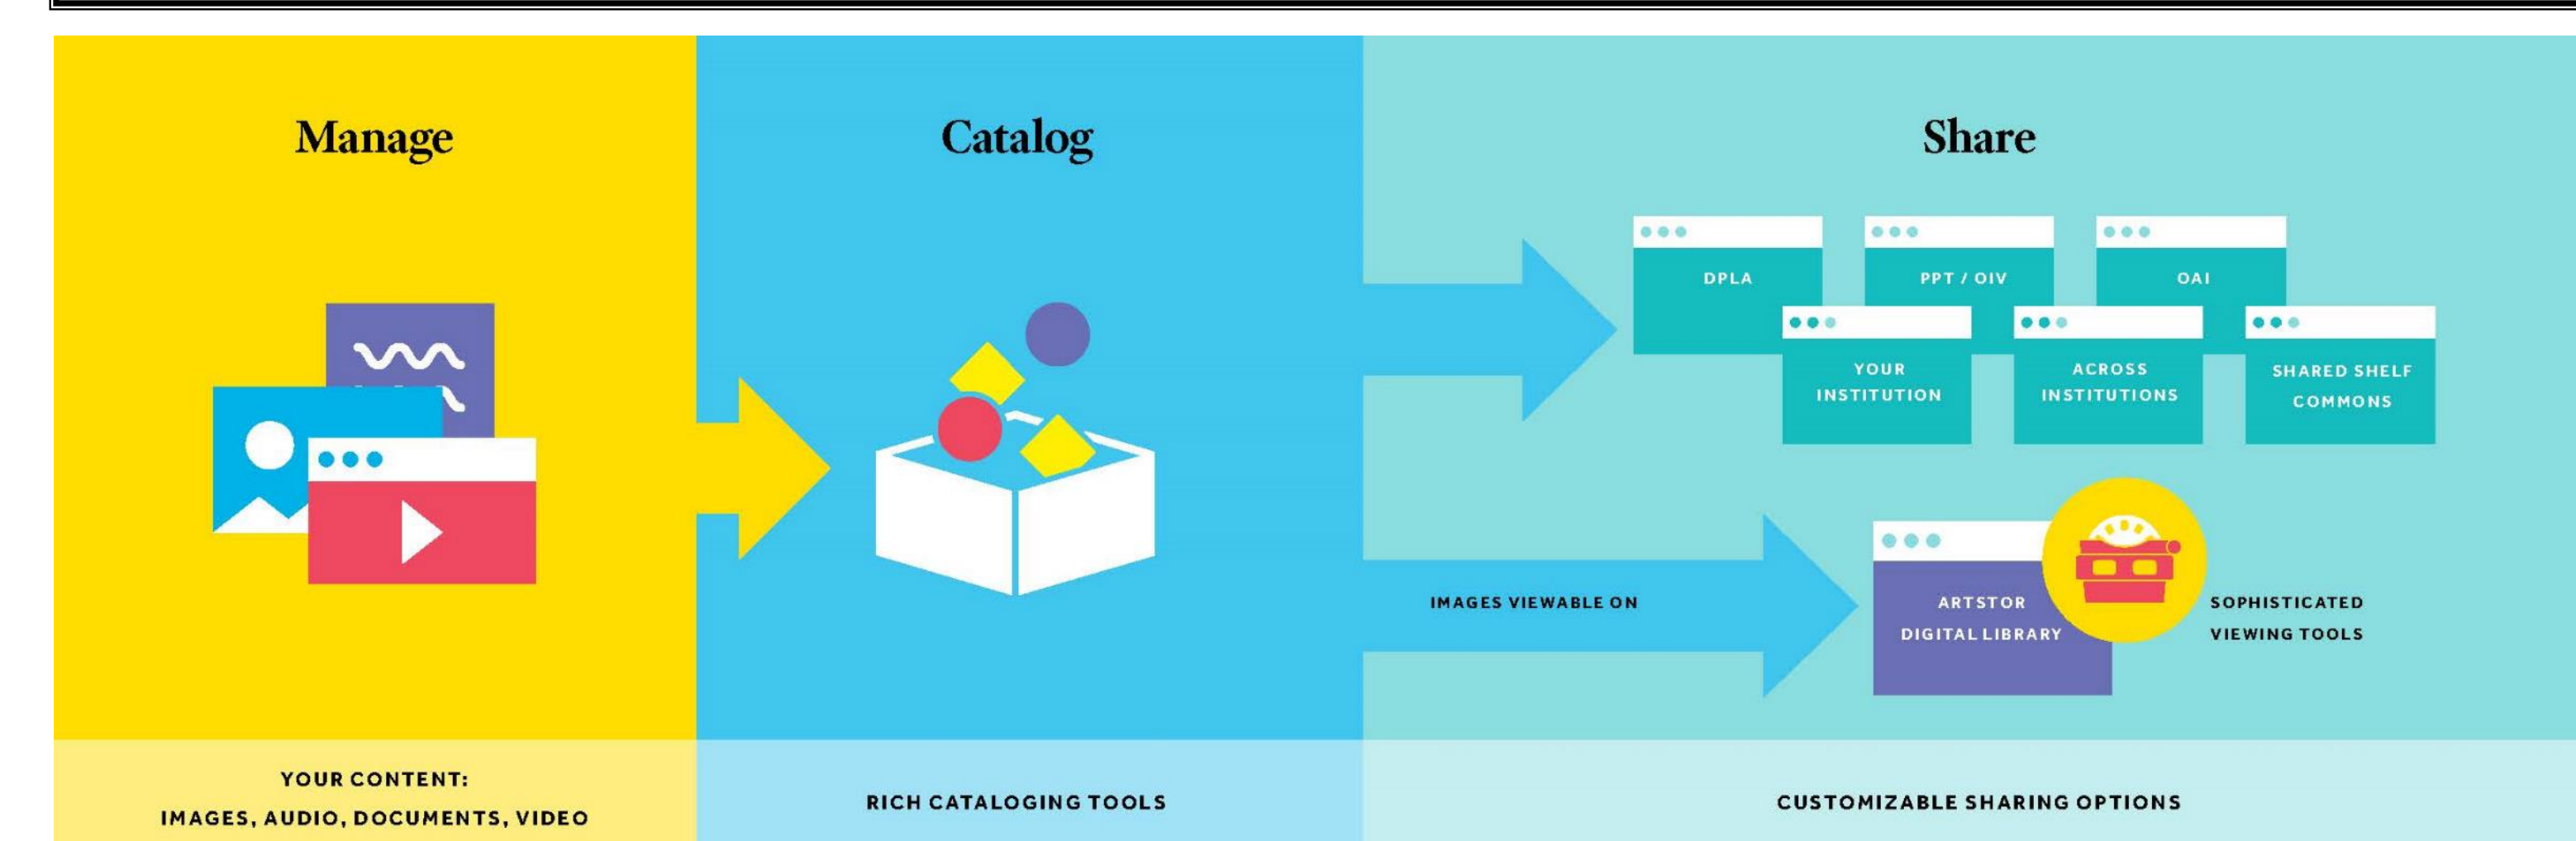 Manage
Catalog
Share
DPLA
PPT / OIV
OAI
YOUR
INSTITUTION
ACROSS
INSTITUTIONS
SHARED SHELF
COMMONS
IMAGES VIEWABLE ON
ARTSTOR
DIGITAL LIBRARY
SOPHISTICATED
VIEWING TOOLS
YOUR CONTENT:
IMAGES, AUDIO, DOCUMENTS, VIDEO
RICH CATALOGING TOOLS
CUSTOMIZABLE SHARING OPTIONS